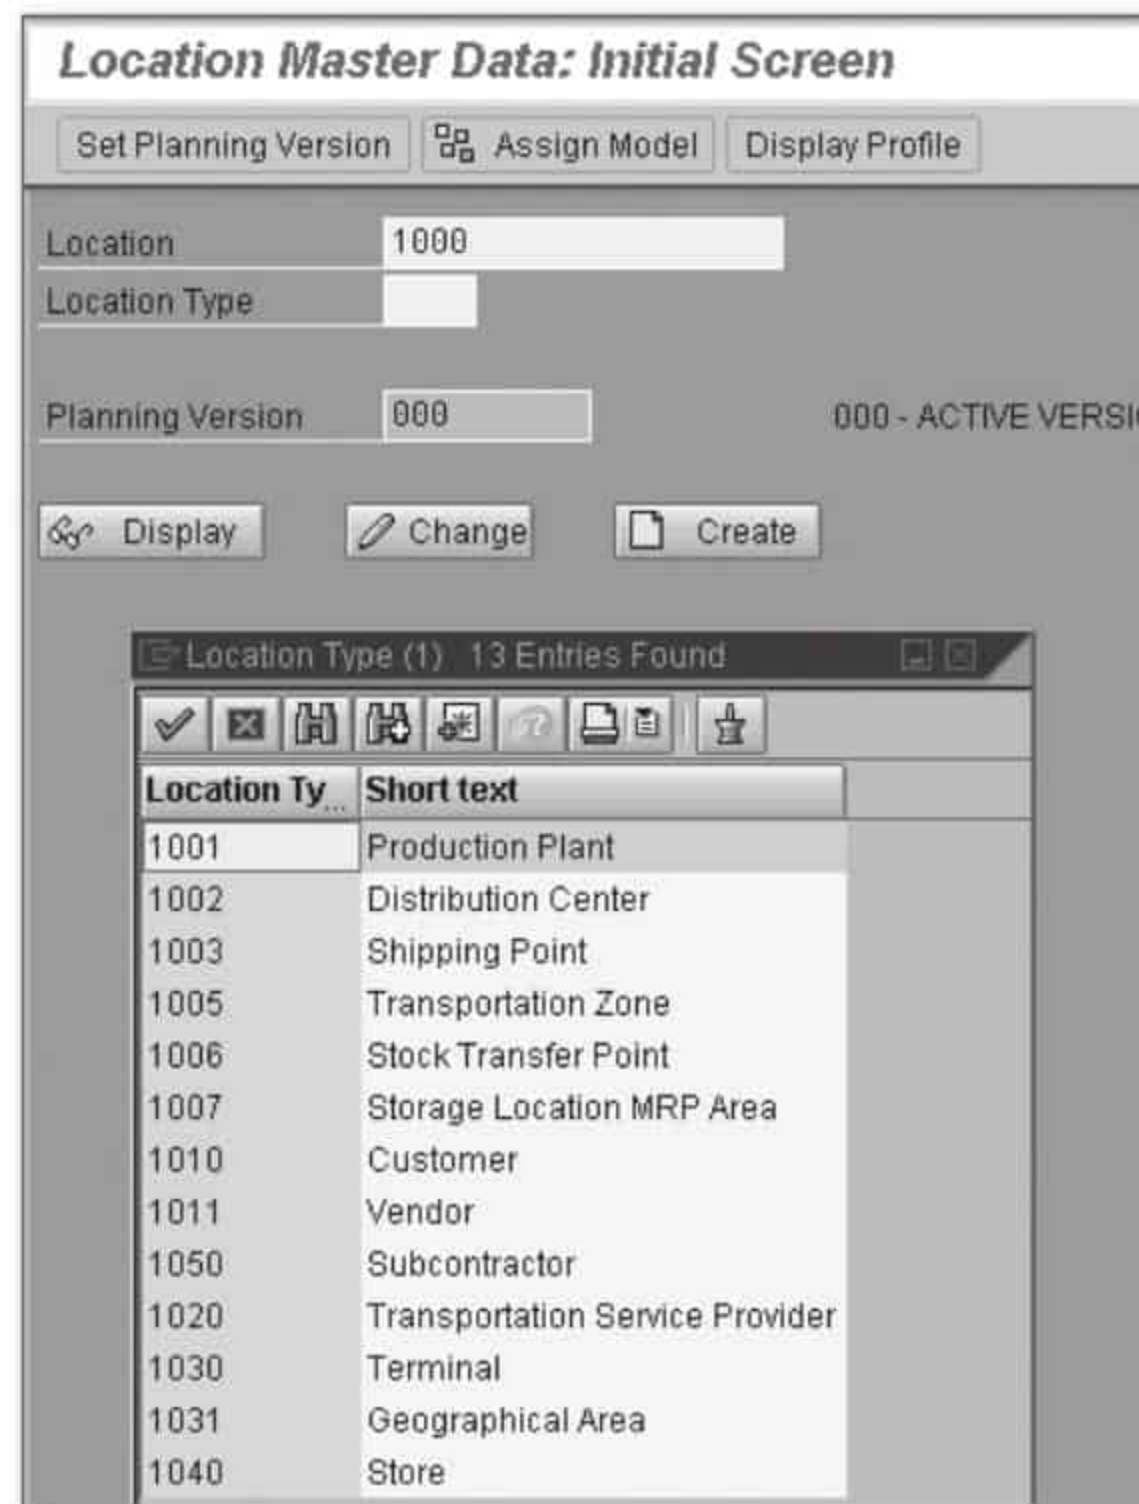 Location Master Data: Initial Screen
Set Planning Version Assign Model Display Profile
Location 1000
Location Type
Planning Version 000 000 - ACTIVE
Display Change Create
Location Type (1) 13 Entries Found
Location Ty... Short text
1001 Production Plant
1002 Distribution Center
1003 Shipping Point
1005 Transportation Zone
1006 Stock Transfer Point
1007 Storage Location MRP Area
1010 Customer
1011 Vendor
1050 Subcontractor
1020 Transportation Service Provider
1030 Terminal
1031 Geographical Area
1040 Store